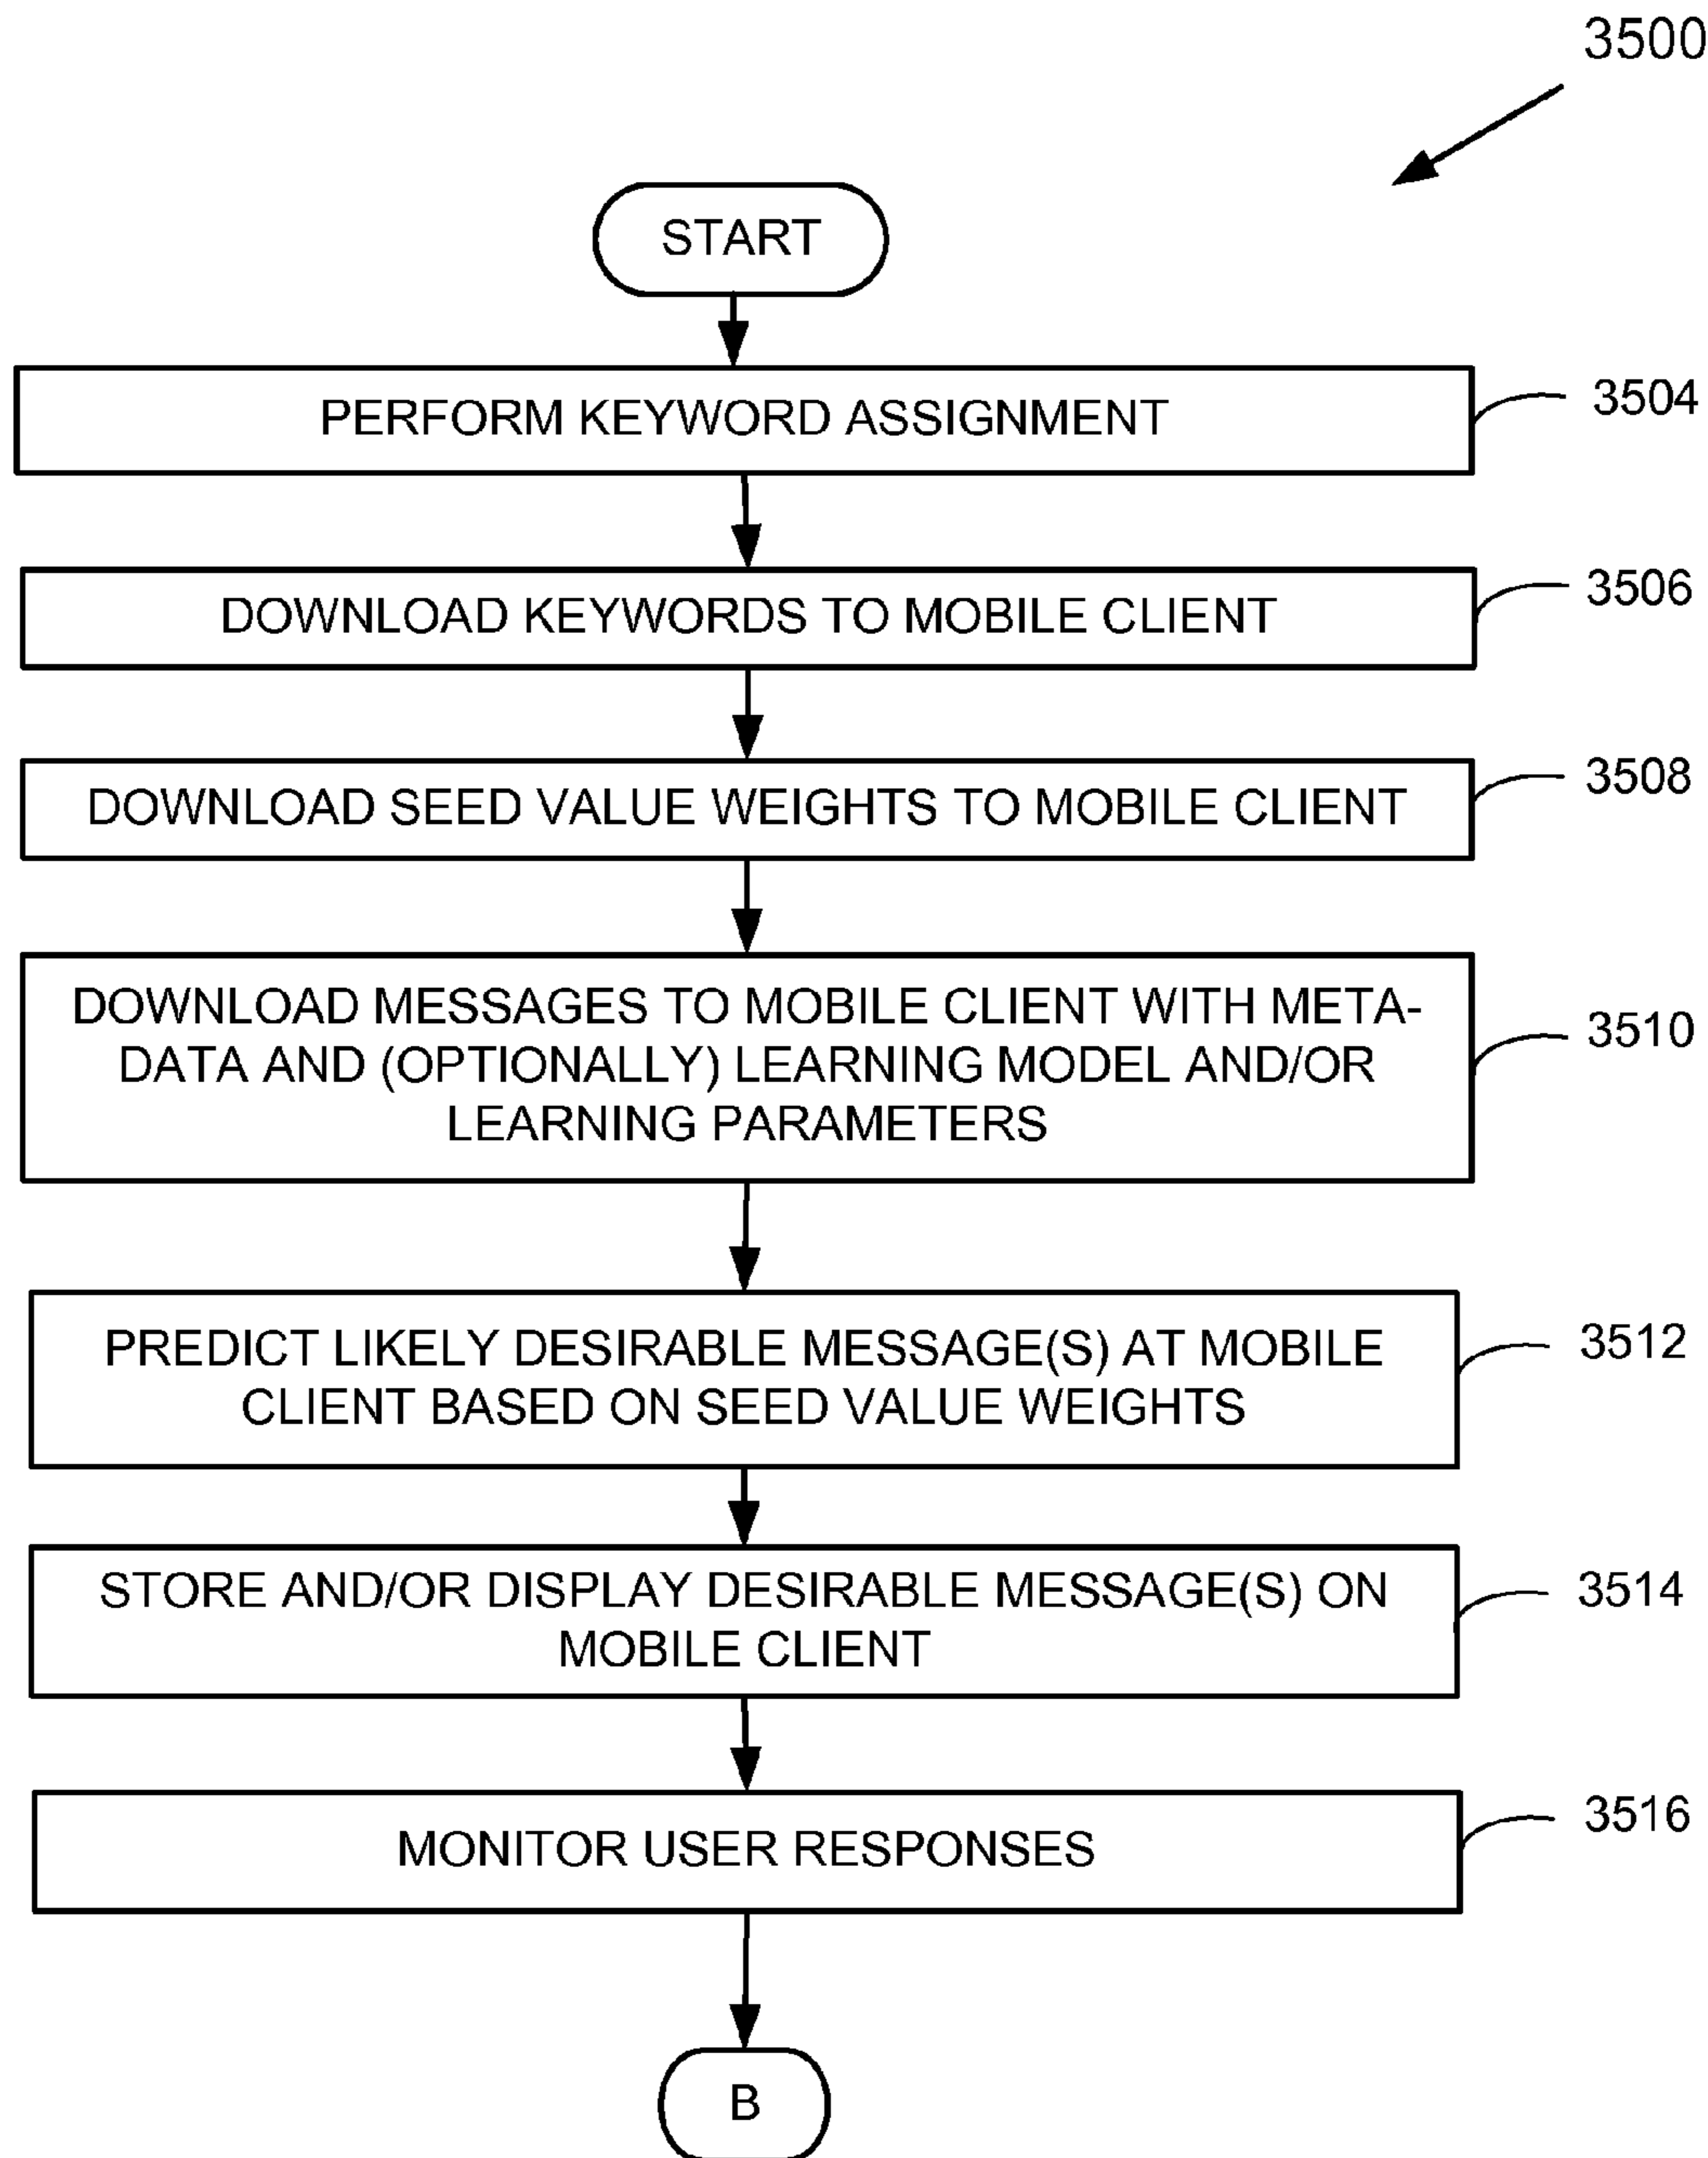 3500
START
PERFORM KEYWORD ASSIGNMENT
3504
DOWNLOAD KEYWORDS TO MOBILE CLIENT
3506
DOWNLOAD SEED VALUE WEIGHTS TO MOBILE CLIENT
3508
DOWNLOAD MESSAGES TO MOBILE CLIENT WITH META-
DATA AND (OPTIONALLY) LEARNING MODEL AND/OR
LEARNING PARAMETERS
3510
PREDICT LIKELY DESIRABLE MESSAGE(S) AT MOBILE
CLIENT BASED ON SEED VALUE WEIGHTS
3512
STORE AND/OR DISPLAY DESIRABLE MESSAGE(S) ON
MOBILE CLIENT
3514
MONITOR USER RESPONSES
3516
B